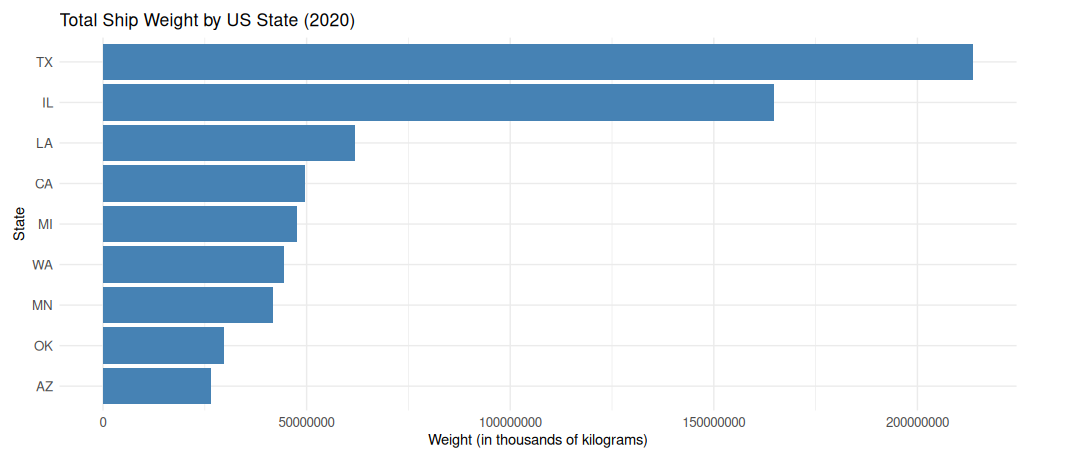 Total Ship Weight by US State (2020)
State
TX
IL
LA
CA
MI
WA
MN
OK
AZ
0 50000000 100000000 150000000 200000000
Weight (in thousands of kilograms)